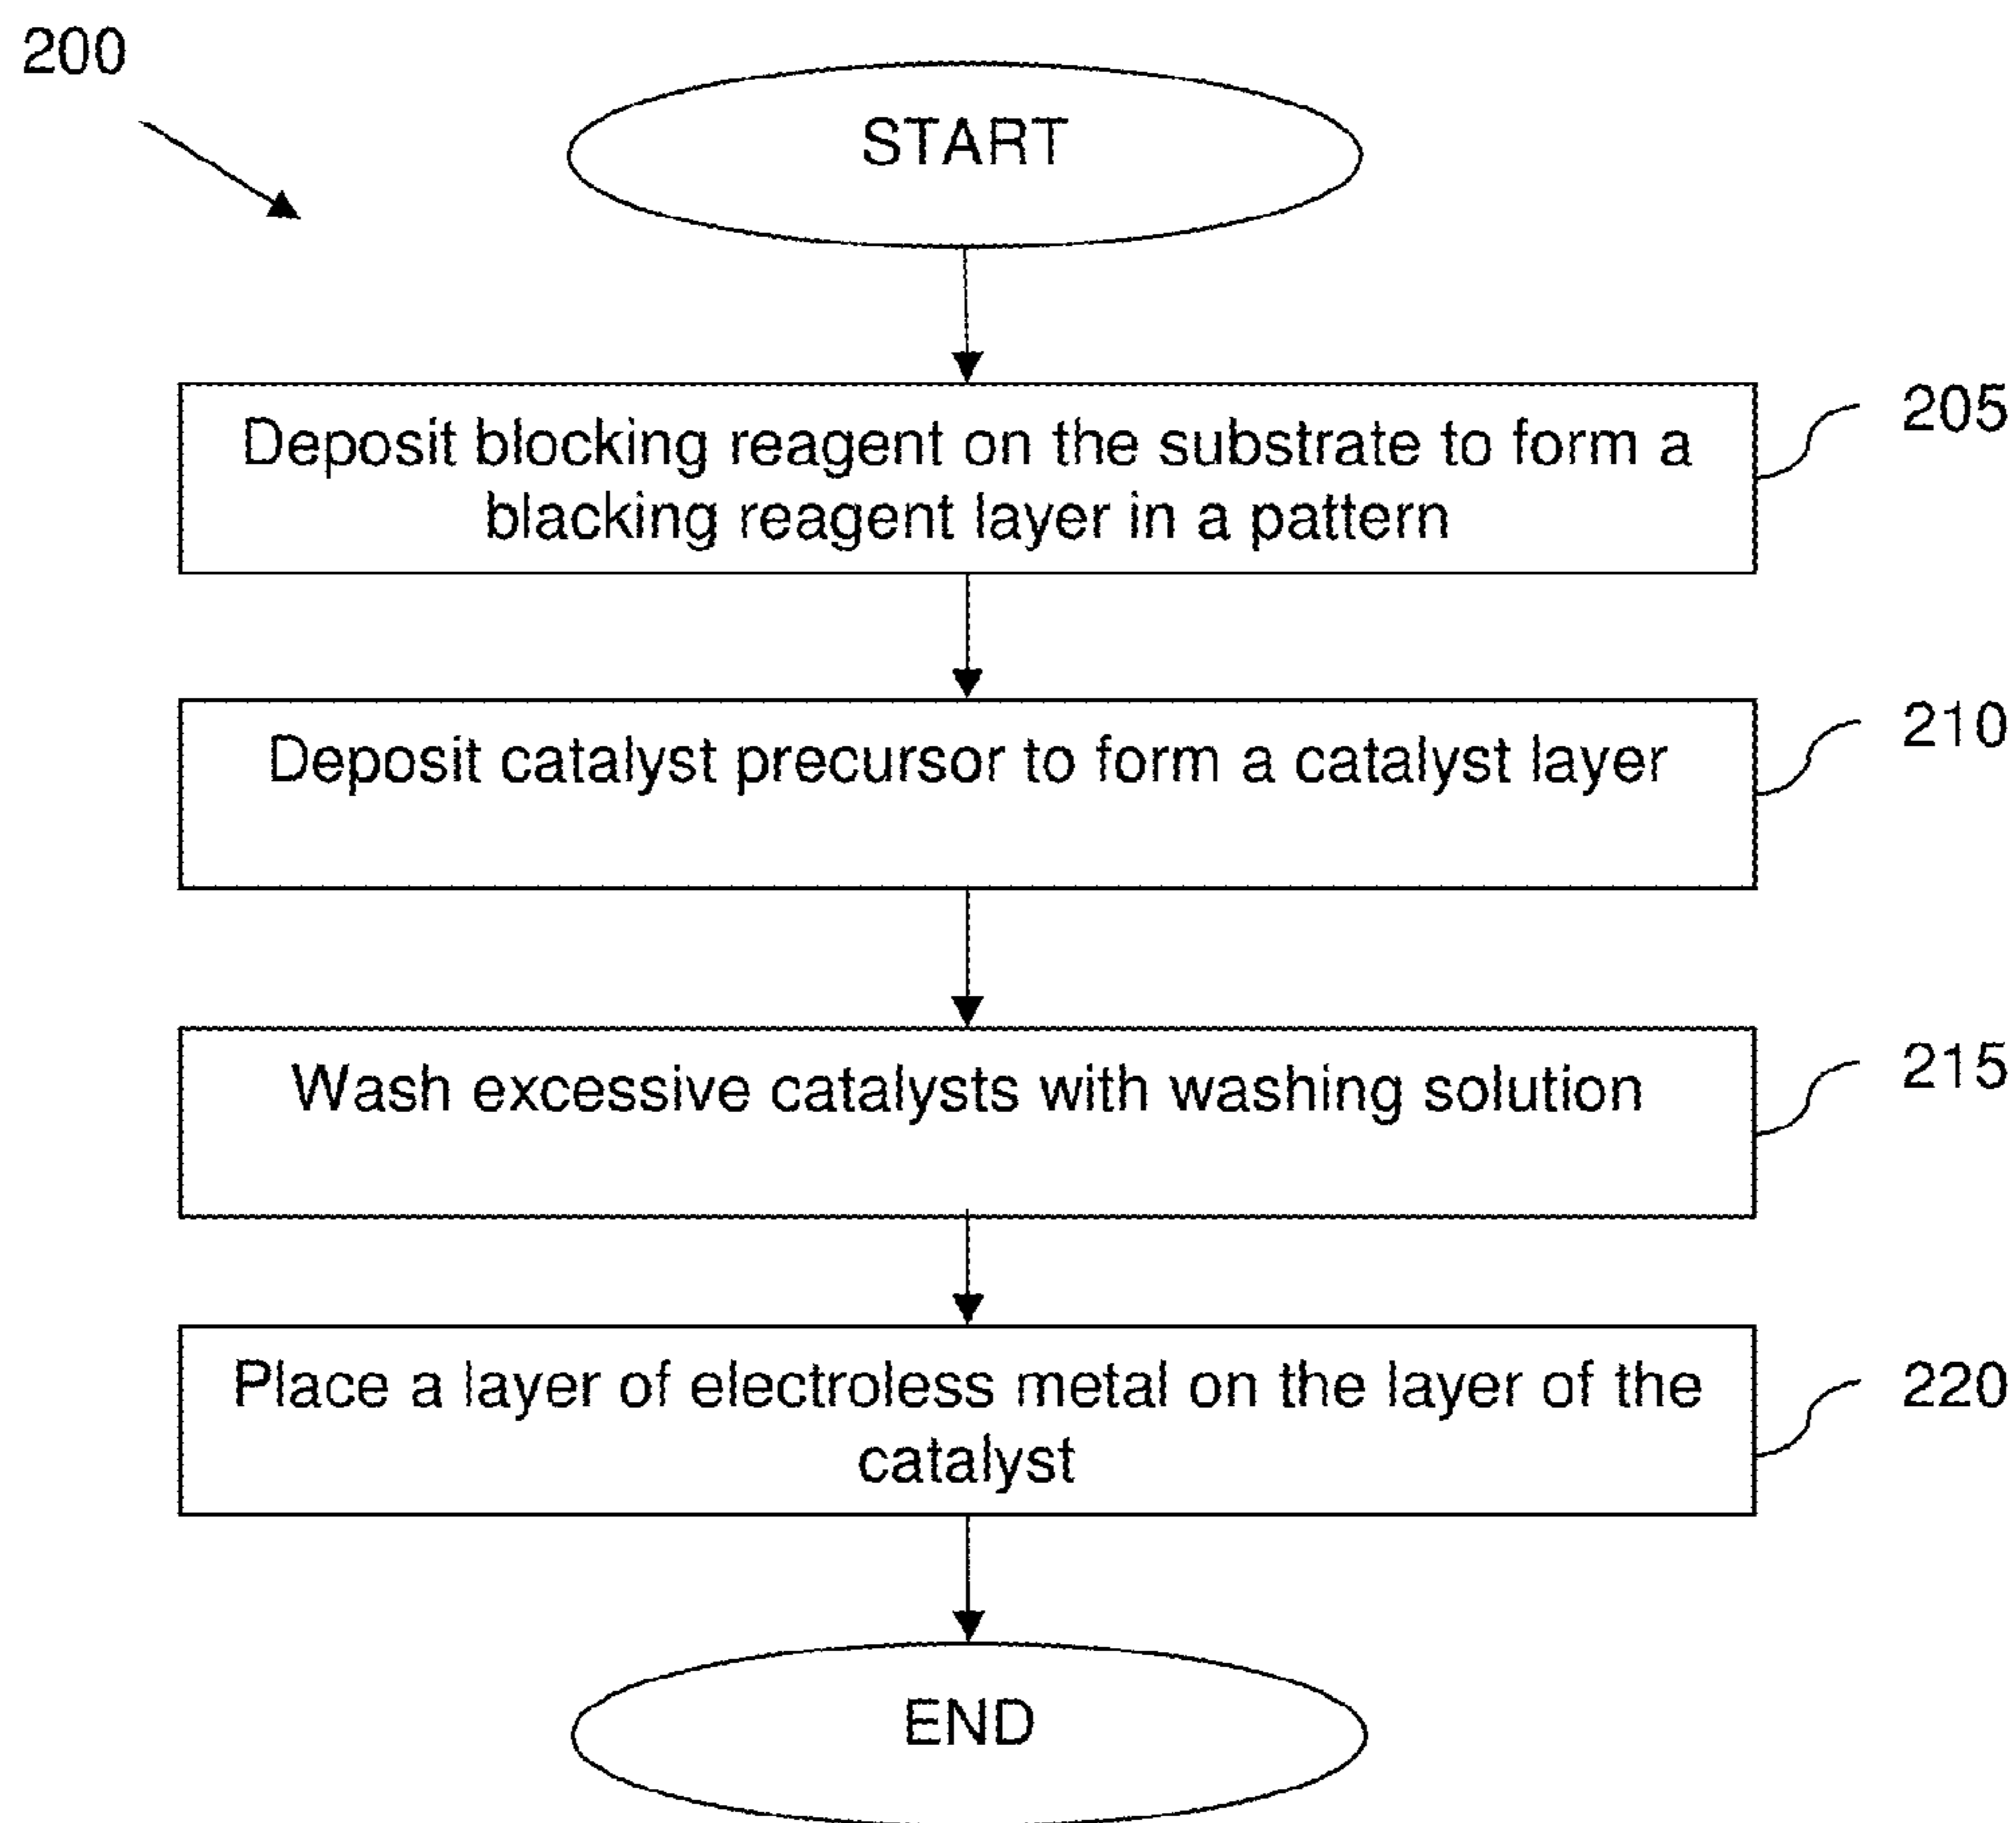 200
START
Deposit blocking reagent on the substrate to form a
blacking reagent layer in a pattern
205
Deposit catalyst precursor to form a catalyst layer
210
Wash excessive catalysts with washing solution
215
Place a layer of electroless metal on the layer of the
catalyst
220
END